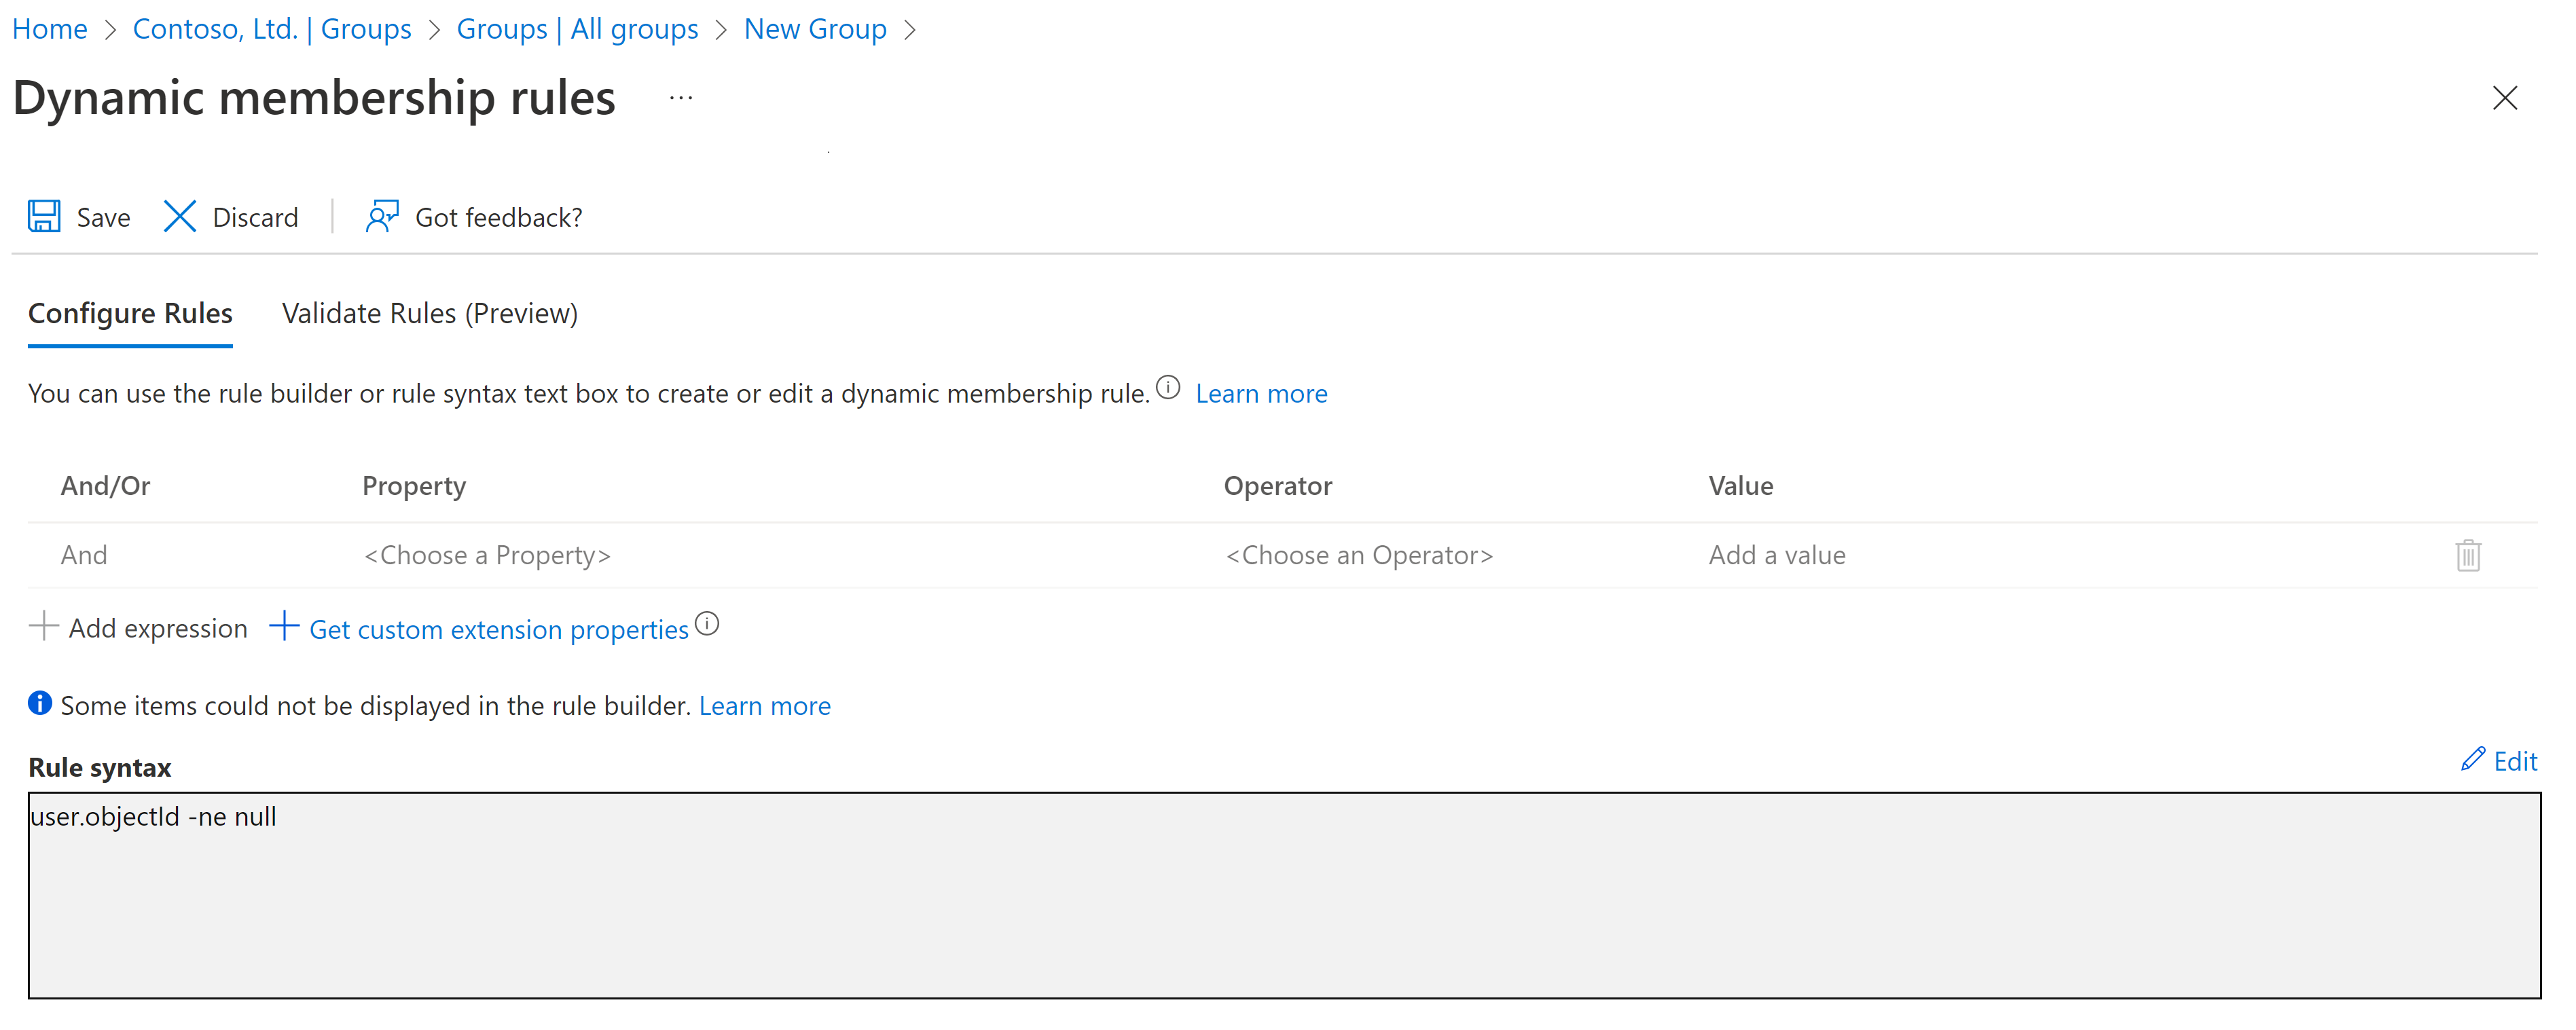 Home > Contoso, Ltd. | Groups > Groups | All groups > New Group >
Dynamic membership rules ...
Save Discard | Got feedback?
Configure Rules Validate Rules (Preview)
You can use the rule builder or rule syntax text box to create or edit a dynamic membership rule. Learn more
And/Or Property Operator Value
And <Choose a Property> <Choose an Operator> Add a value
+ Add expression + Get custom extension properties
Some items could not be displayed in the rule builder. Learn more
Rule syntax Edit
user.objectId -ne null